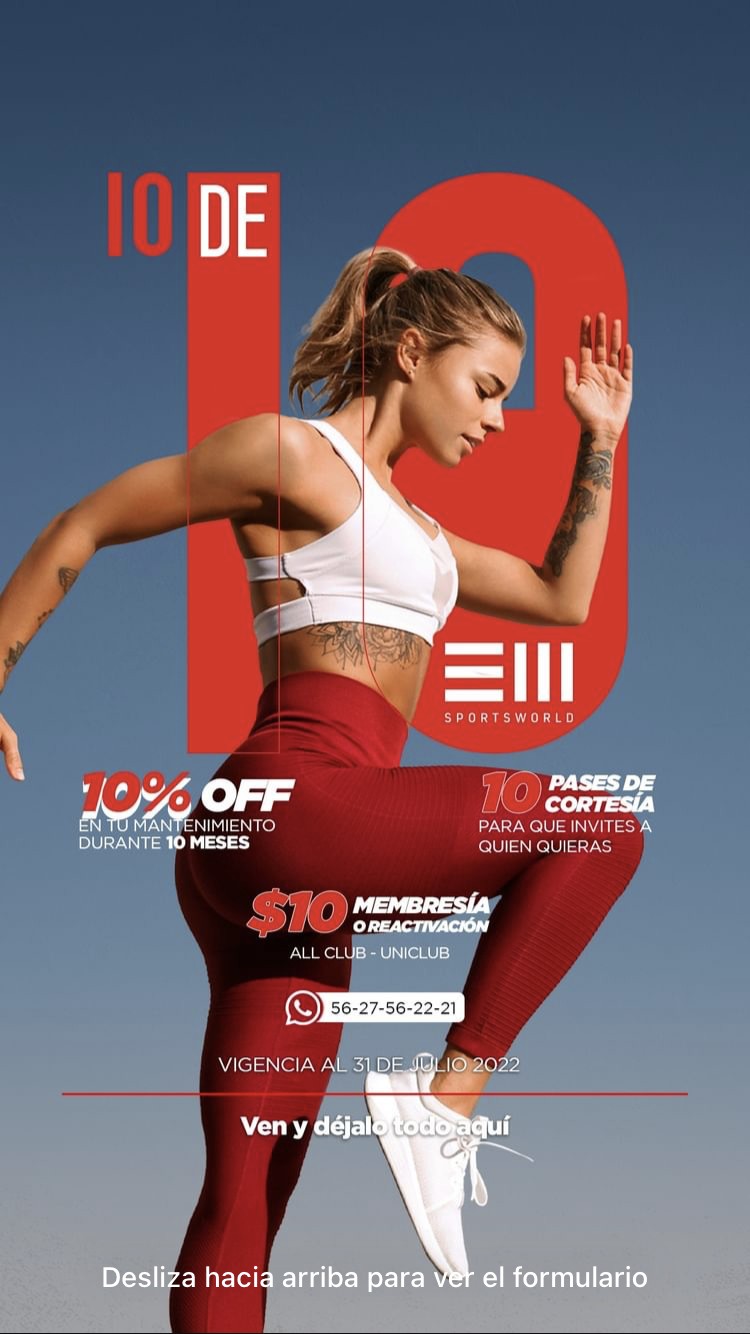 10 DE
10
SPORTSWORLD
10% OFF
EN TU MANTENIMIENTO
DURANTE 10 MESES
10 PASES DE
CORTESÍA
PARA QUE INVITES A
QUIEN QUIERAS
$10 MEMBRESÍA
O REACTIVACIÓN
ALL CLUB - UNICLUB
56-27-56-22-21
VIGENCIA AL 31 DE JULIO 2022
Ven y déjalo todo aquí
Desliza hacia arriba para ver el formulario